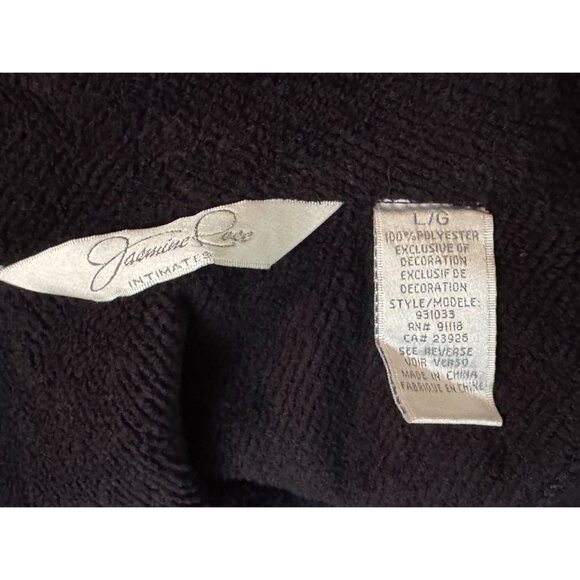 Jasmine Rose
INTIMATES
L/G
100% POLYESTER
EXCLUSIVE OF
DECORATION
EXCLUSIF DE
DECORATION
STYLE/MODELE:
931033
RN# 91118
CA# 23925
SEE REVERSE
VOIR VERSO
MADE IN CHINA
FABRIQUE EN CHINE